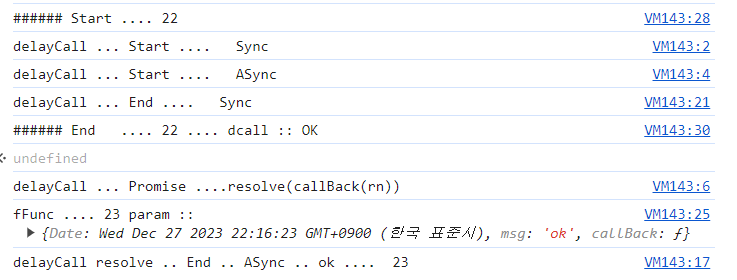 ###### Start .... 22 VM143:28
delayCall ... Start ....   Sync VM143:2
delayCall ... Start ....   ASync VM143:4
delayCall ... End ....   Sync VM143:21
###### End   .... 22 .... dcall :: OK VM143:30
undefined
delayCall ... Promise ....resolve(callBack(rn)) VM143:6
fFunc .... 23 param :: VM143:25
{Date: Wed Dec 27 2023 22:16:23 GMT+0900 (한국 표준시), msg: 'ok', callBack: ƒ}
delayCall resolve .. End .. ASync .. ok ....  23 VM143:17